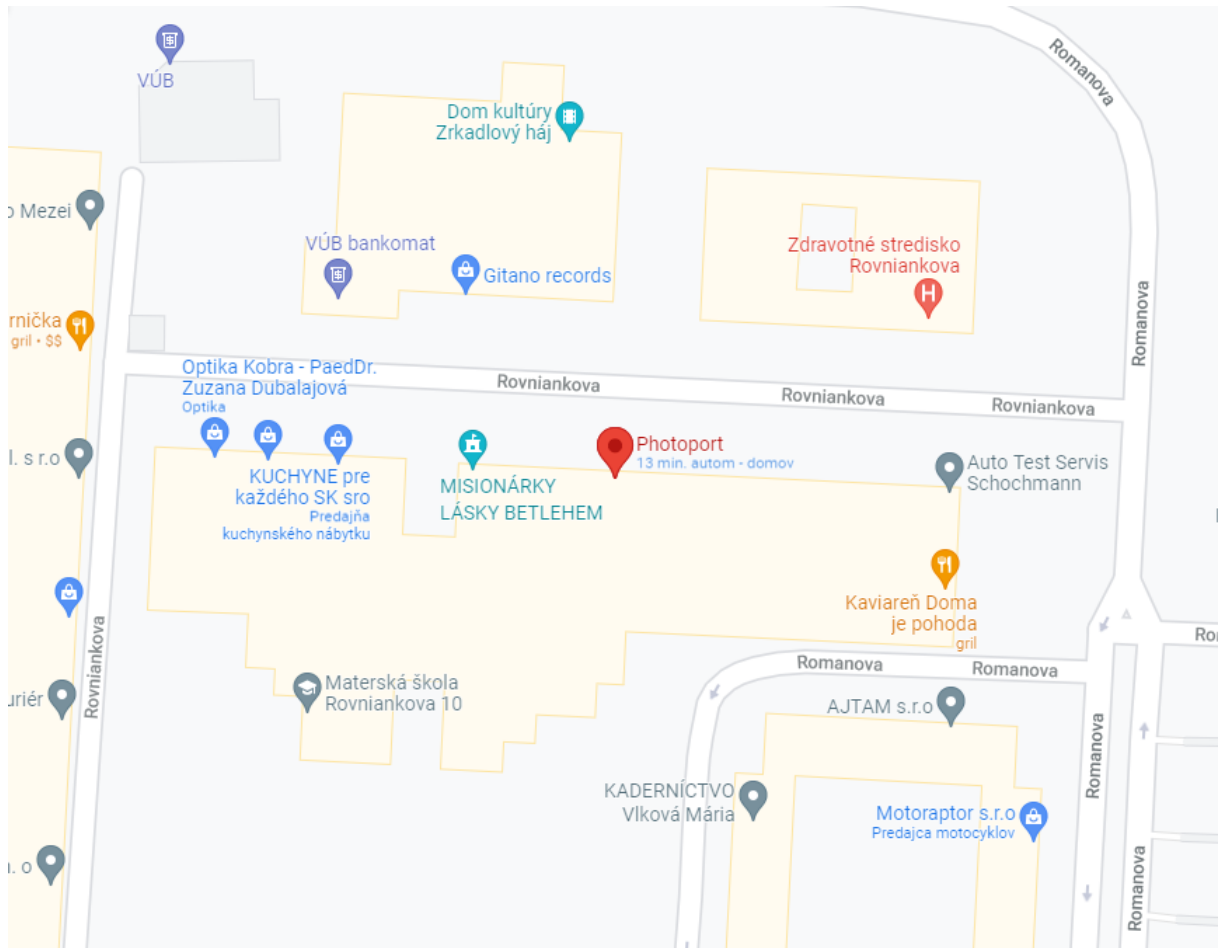 VÚB
Romanova
Dom kultúry
Zrkadlový háj
Mezei
VÚB bankomat
Gitano records
Zdravotné stredisko
Rovniankova
Romanova
gril • $$
Optika Kobra - PaedDr.
Zuzana Dubalajová
Optika
Rovniankova
Rovniankova
Rovniankova
Photoport
13 min. autom - domov
l. s r.o
KUCHYNE pre
každého SK sro
Predajňa
kuchynského nábytku
MISIONÁRKY
LÁSKY BETLEHEM
Auto Test Servis
Schochmann
Kaviareň Doma
je pohoda
gril
Rovniankova
Romanova
Romanova
Materská škola
Rovniankova 10
AJTAM s.r.o
Romanova
KADERNÍCTVO
Vlková Mária
Motoraptor s.r.o
Predajca motocyklov
Romanova